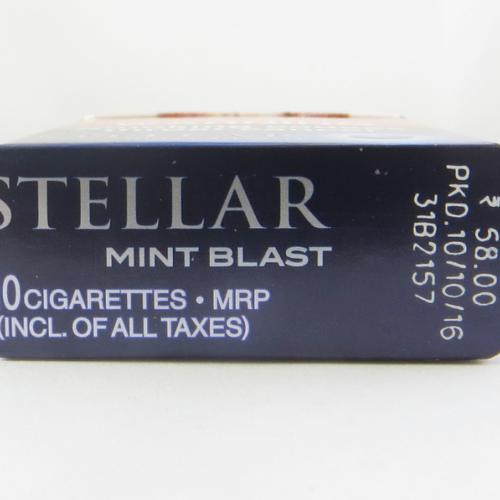 STELLAR
MINT BLAST
0 CIGARETTES • MRP
(INCL. OF ALL TAXES)
₹ 58.00
PKD.10/10/16
31B2157